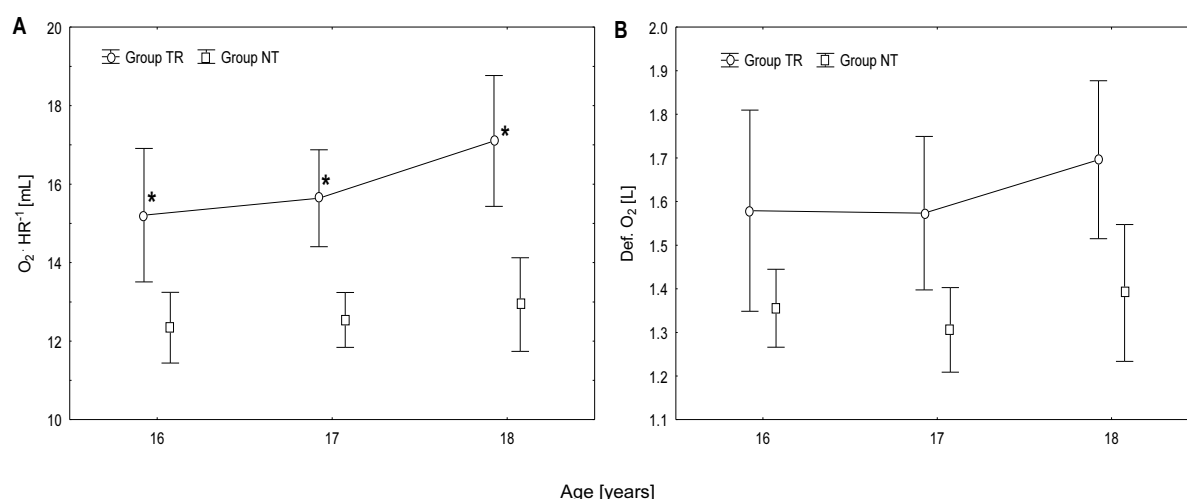 A
20
18
16
14
12
10
O₂ · HR⁻¹ [mL]
Group TR Group NT
*
*
*
16 17 18
B
2.0
1.9
1.8
1.7
1.6
1.5
1.4
1.3
1.2
1.1
Def. O₂ [L]
Group TR Group NT
16 17 18
Age [years]